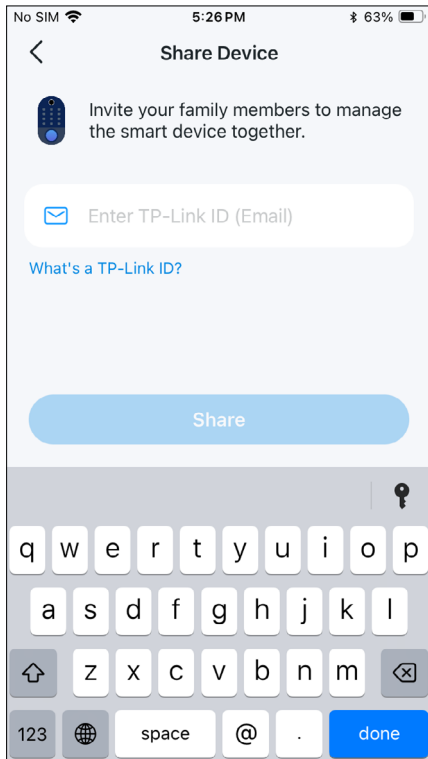 No SIM 5:26 PM 63%
Share Device
Invite your family members to manage
the smart device together.
Enter TP-Link ID (Email)
What's a TP-Link ID?
Share
q w e r t y u i o p
a s d f g h j k l
z x c v b n m
123 space @ . done